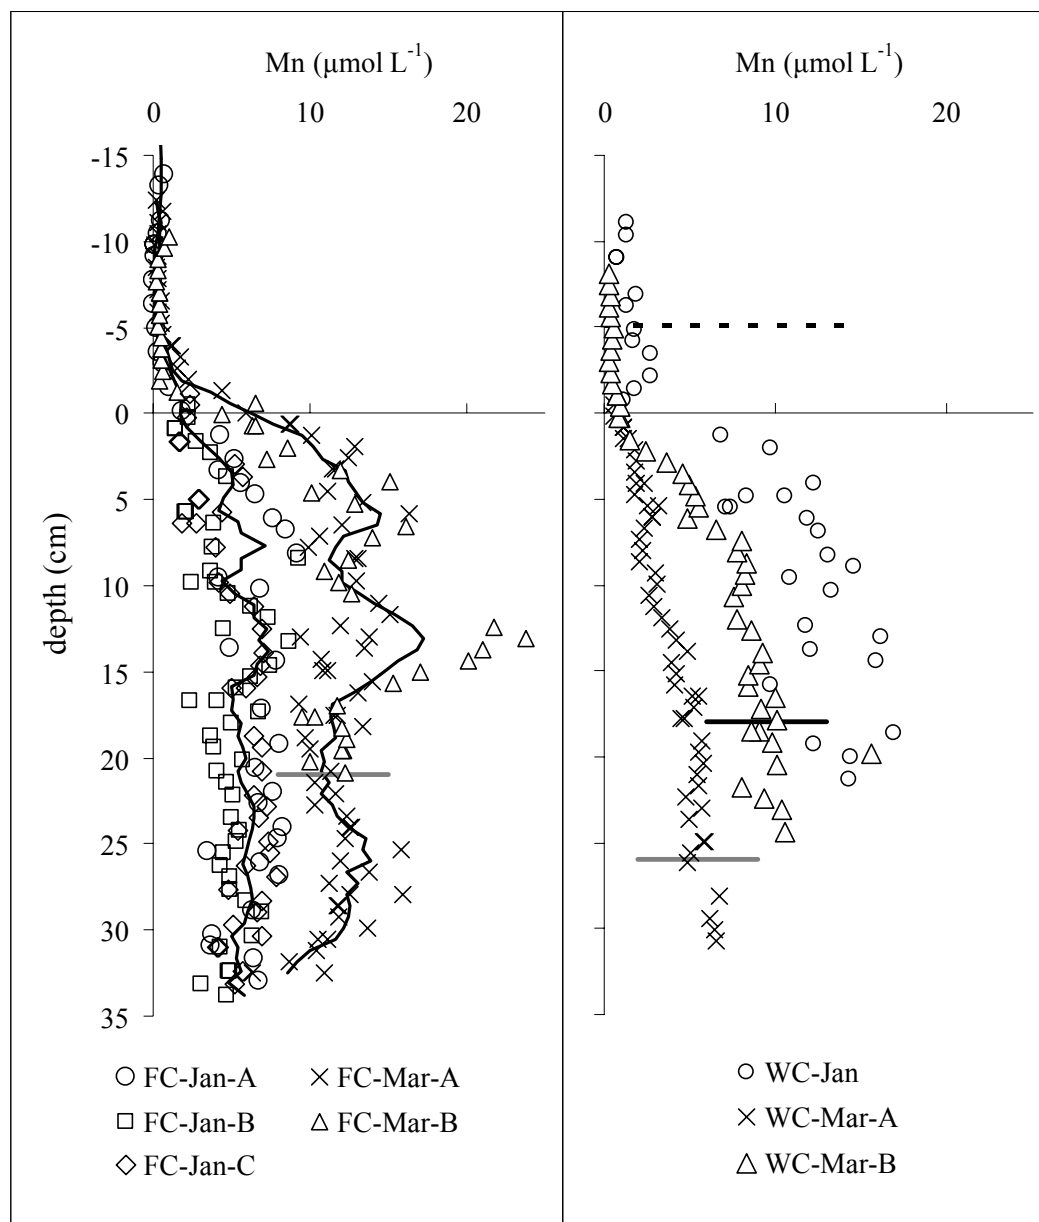 Mn (μmol L⁻¹)
0 10 20
-15
-10
-5
0
5
10
15
20
25
30
35
depth (cm)
FC-Jan-A FC-Mar-A
FC-Jan-B FC-Mar-B
FC-Jan-C
Mn (μmol L⁻¹)
0 10 20
WC-Jan
WC-Mar-A
WC-Mar-B